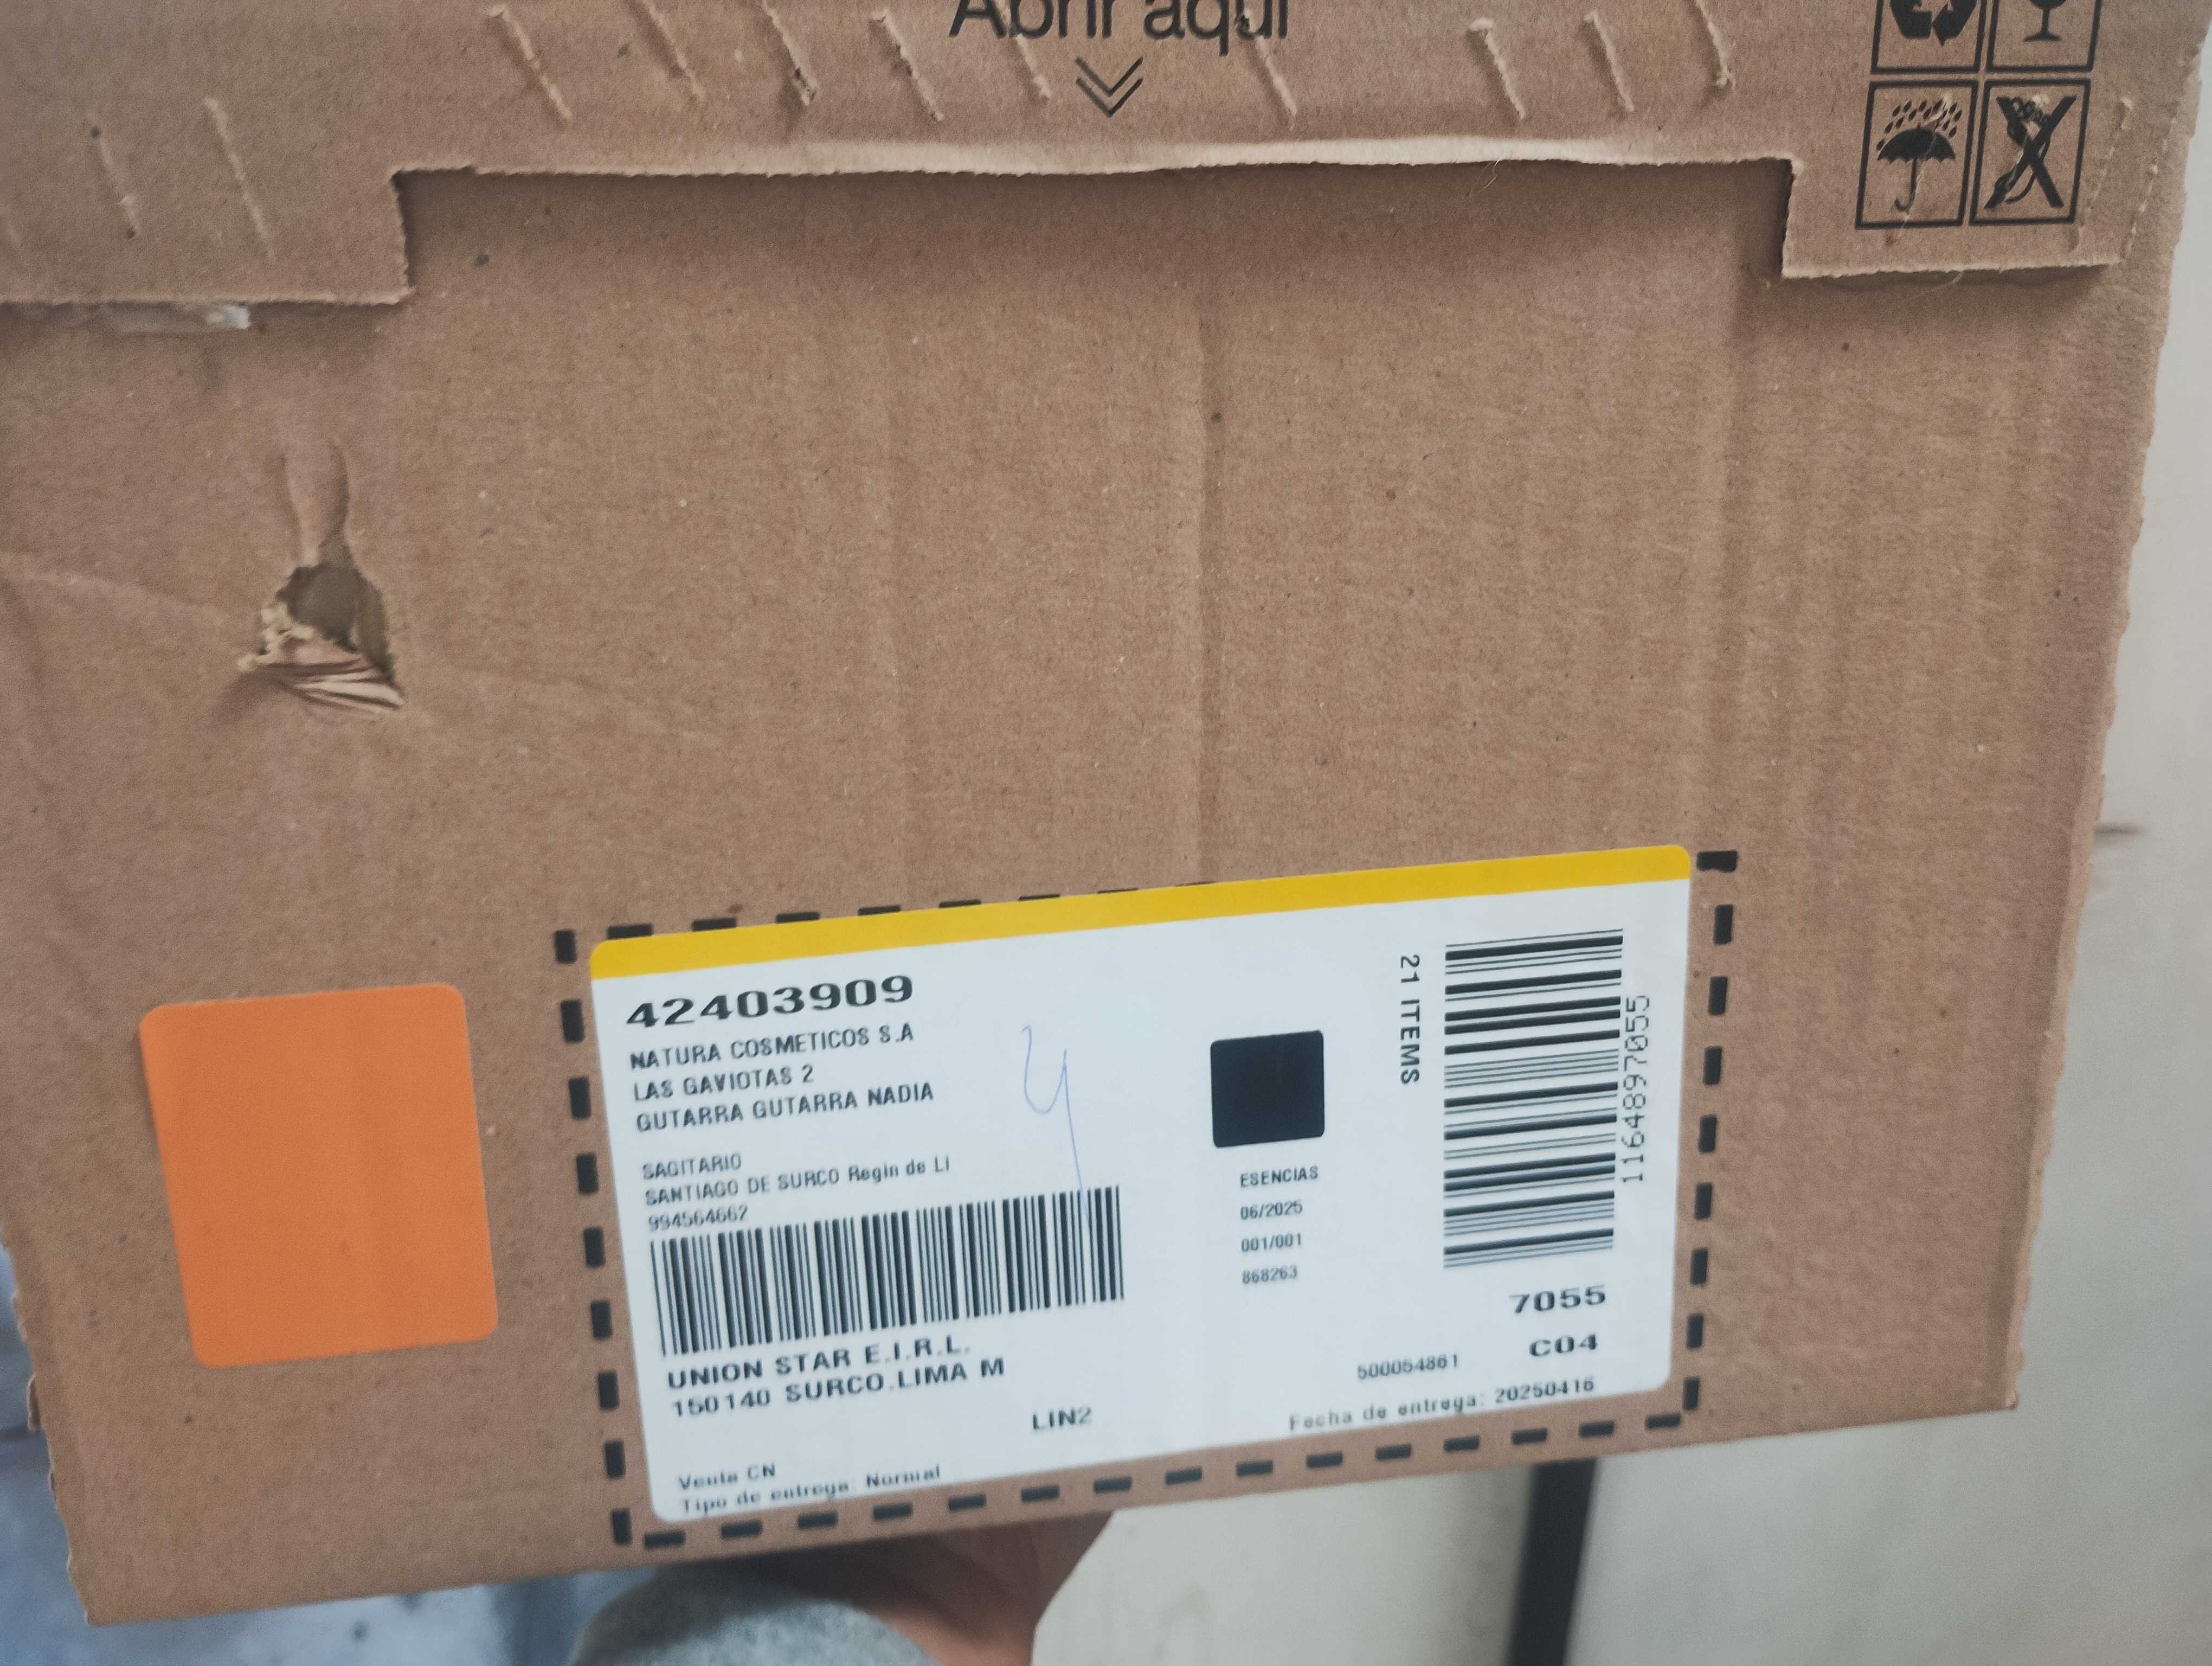 Abrir aquí
42403909
NATURA COSMETICOS S.A
LAS GAVIOTAS 2
GUTARRA GUTARRA NADIA
SAGITARIO
SANTIAGO DE SURCO Regin de Li
994564662
UNION STAR E.I.R.L.
150140 SURCO.LIMA M
LIN2
Venta CN
Tipo de entrega: Normal
ESENCIAS
06/2025
001/001
868263
21 ITEMS
1164897055
7055
C04
500054861
Fecha de entrega: 20250416